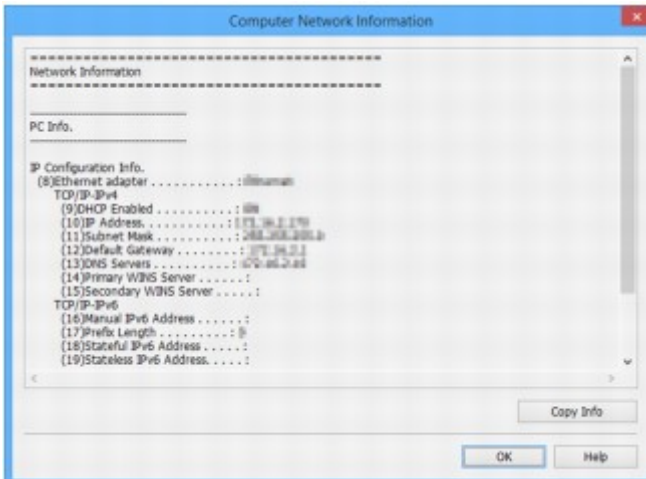 Computer Network Information
==========================================
Network Information
==========================================
------------------------------------
PC Info.
------------------------------------
IP Configuration Info.
(8)Ethernet adapter . . . . . . . . . . . :
TCP/IP-IPv4
(9)DHCP Enabled . . . . . . . . . . :
(10)IP Address. . . . . . . . . . . :
(11)Subnet Mask . . . . . . . . . . :
(12)Default Gateway . . . . . . . . :
(13)DNS Servers . . . . . . . . . . :
(14)Primary WINS Server . . . . . . :
(15)Secondary WINS Server . . . . . :
TCP/IP-IPv6
(16)Manual IPv6 Address . . . . . . :
(17)Prefix Length . . . . . . . . . :
(18)Stateful IPv6 Address . . . . . :
(19)Stateless IPv6 Address. . . . . :
Copy Info
OK
Help